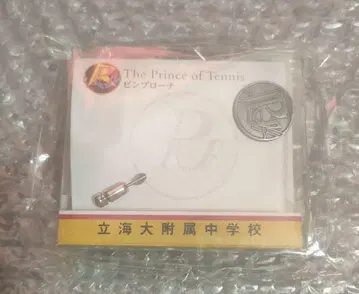 The Prince of Tennis
ピンブローチ
立海大附属中学校